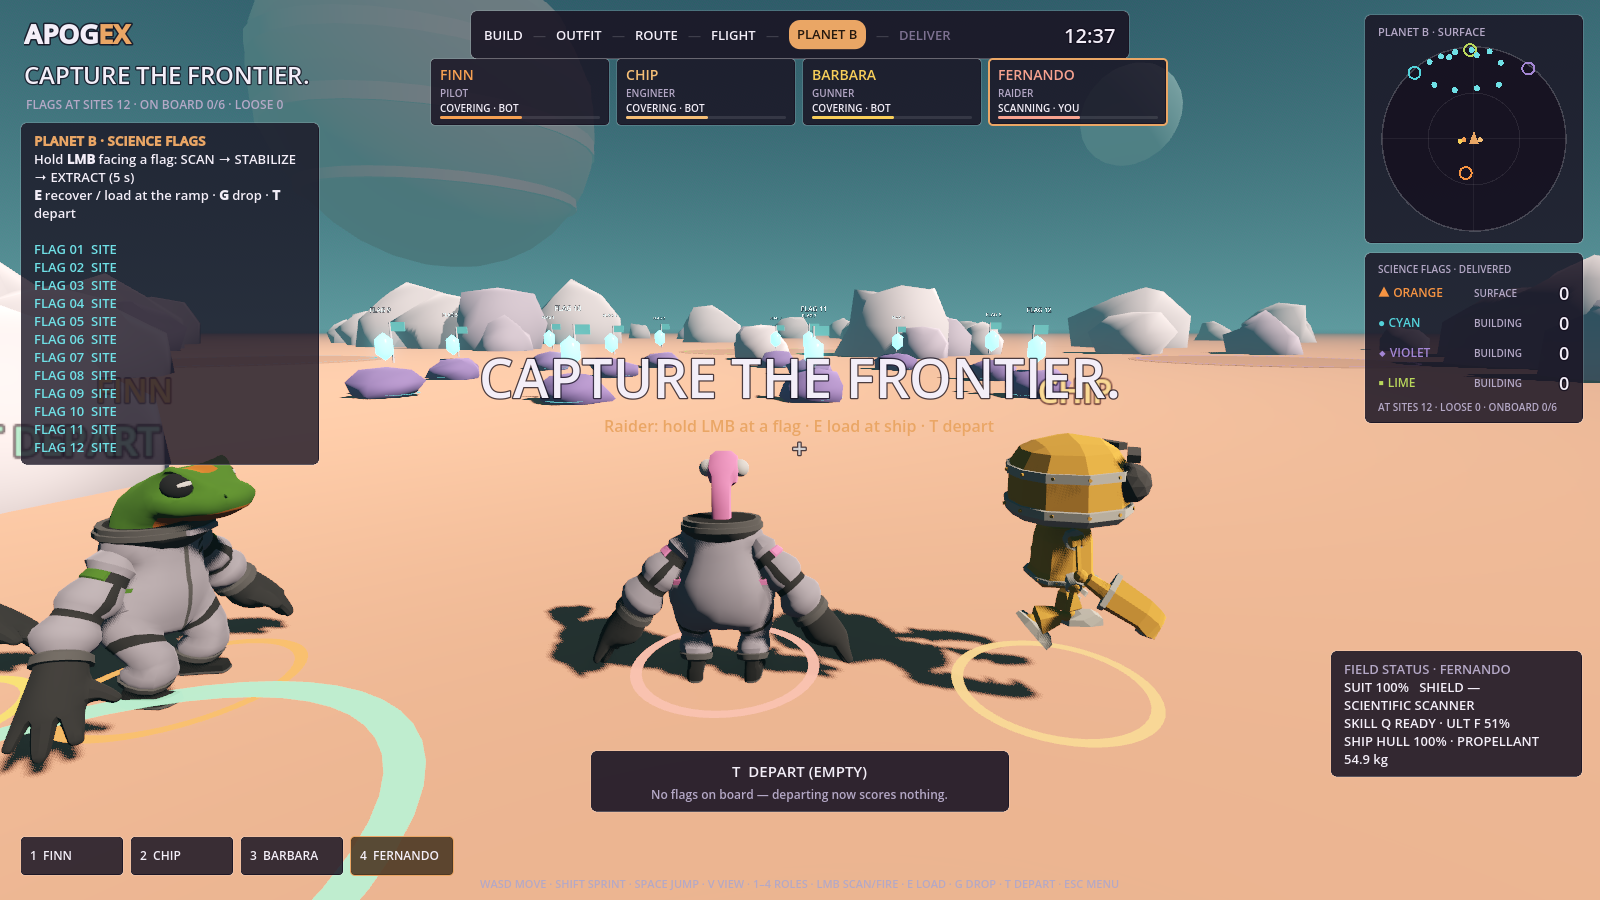 APOGEX
CAPTURE THE FRONTIER.
FLAGS AT SITES 12 · ON BOARD 0/6 · LOOSE 0
BUILD — OUTFIT — ROUTE — FLIGHT — PLANET B — DELIVER 12:37
FINN
PILOT
COVERING · BOT
CHIP
ENGINEER
COVERING · BOT
BARBARA
GUNNER
COVERING · BOT
FERNANDO
RAIDER
SCANNING · YOU
PLANET B · SURFACE
PLANET B · SCIENCE FLAGS
Hold LMB facing a flag: SCAN → STABILIZE
→ EXTRACT (5 s)
E recover / load at the ramp · G drop · T
depart
FLAG 01 SITE
FLAG 02 SITE
FLAG 03 SITE
FLAG 04 SITE
FLAG 05 SITE
FLAG 06 SITE
FLAG 07 SITE
FLAG 08 SITE
FLAG 09 SITE
FLAG 10 SITE
FLAG 11 SITE
FLAG 12 SITE
FINN
T DEPART
SCIENCE FLAGS · DELIVERED
▲ ORANGE SURFACE 0
● CYAN BUILDING 0
◆ VIOLET BUILDING 0
■ LIME BUILDING 0
AT SITES 12 · LOOSE 0 · ONBOARD 0/6
FLAG 11
FLAG 12
CAPTURE THE FRONTIER.
CHIP
Raider: hold LMB at a flag · E load at ship · T depart
FIELD STATUS · FERNANDO
SUIT 100% SHIELD —
SCIENTIFIC SCANNER
SKILL Q READY · ULT F 51%
SHIP HULL 100% · PROPELLANT
54.9 kg
T DEPART (EMPTY)
No flags on board — departing now scores nothing.
1 FINN
2 CHIP
3 BARBARA
4 FERNANDO
WASD MOVE · SHIFT SPRINT · SPACE JUMP · V VIEW · 1–4 ROLES · LMB SCAN/FIRE · E LOAD · G DROP · T DEPART · ESC MENU